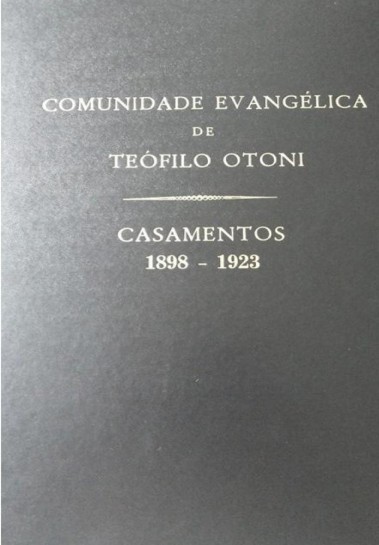 COMUNIDADE EVANGÉLICA
DE
TEÓFILO OTONI
CASAMENTOS
1898 - 1923